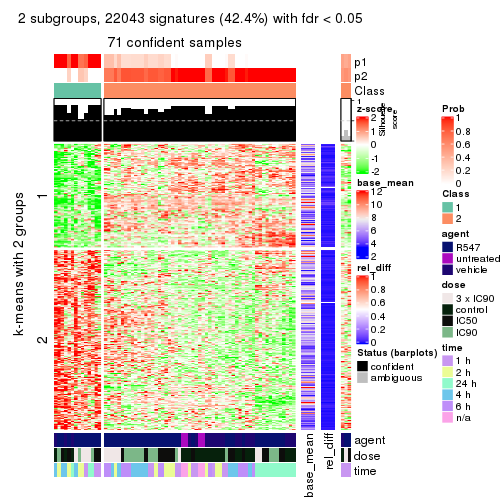 2 subgroups, 22043 signatures (42.4%) with fdr < 0.05
71 confident samples
p1
p2
Class
1
Silhouette
score
k-means with 2 groups
1
2
base_mean
rel_diff
agent
dose
time
z-score
2
1
0
-1
-2
base_mean
12
10
8
6
4
2
rel_diff
1
0.8
0.6
0.4
0.2
0
Status (barplots)
confident
ambiguous
Prob
1
0.8
0.6
0.4
0.2
0
Class
1
2
agent
R547
untreated
vehicle
dose
3 x IC90
control
IC50
IC90
time
1 h
2 h
24 h
4 h
6 h
n/a